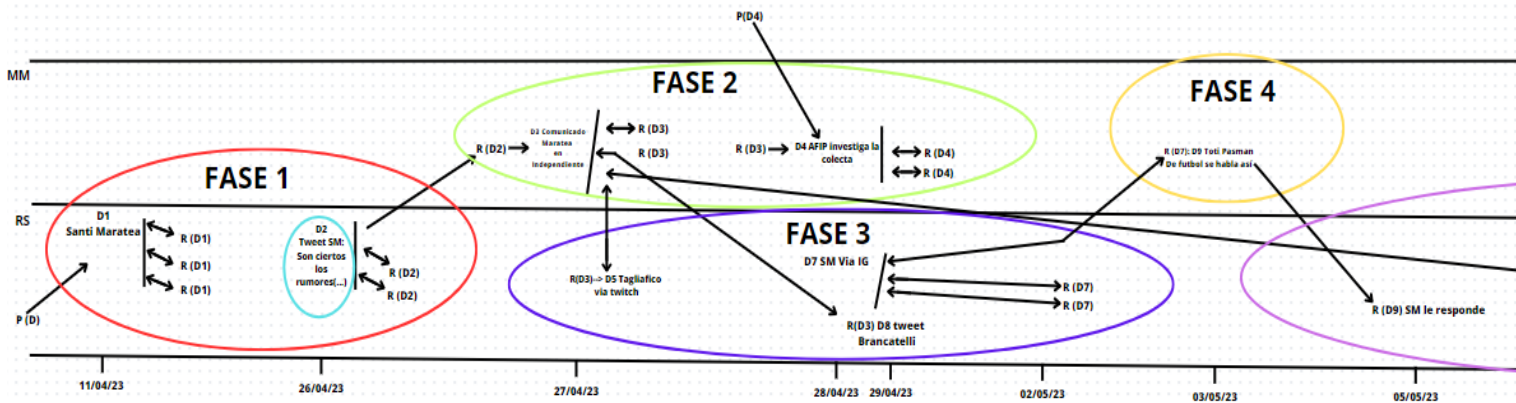 P(D4)
MM
FASE 1
FASE 2
FASE 3
FASE 4
RS
D1
Santi Maratea
R (D1)
R (D1)
R (D1)
P (D)
D2
Tweet SM:
Son ciertos
los
rumores(...)
R (D2)
R (D2)
R (D2)
D3 Comunicado
Maratea
en
Independiente
R (D3)
R (D3)
R (D3)
D4 AFIP investiga la
colecta
R (D4)
R (D4)
R(D3)--> D5 Tagliafico
via twitch
D7 SM Via IG
R (D7)
R (D7)
R(D3) D8 tweet
Brancatelli
R (D7): D9 Toti Pasman
De futbol se habla así
R (D9) SM le responde
11/04/23
26/04/23
27/04/23
28/04/23
29/04/23
02/05/23
03/05/23
05/05/23